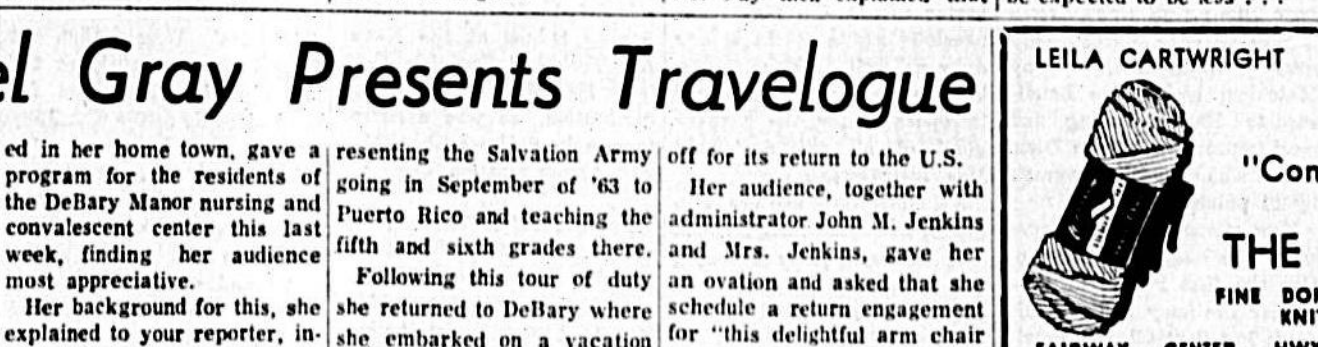 el Gray Presents Travelogue
ed in her home town, gave a
program for the residents of
the DeBary Manor nursing and
convalescent center this last
week, finding her audience
most appreciative.
Her background for this, she
explained to your reporter, in-
resenting the Salvation Army
going in September of '63 to
Puerto Rico and teaching the
fifth and sixth grades there.
Following this tour of duty
she returned to DeBary where
she embarked on a vacation
off for its return to the U.S.
Her audience, together with
administrator John M. Jenkins
and Mrs. Jenkins, gave her
an ovation and asked that she
schedule a return engagement
for "this delightful arm chair
LEILA CARTWRIGHT
"Con
THE
FINE DO
KNI
FAIRWAY CENTER HWY